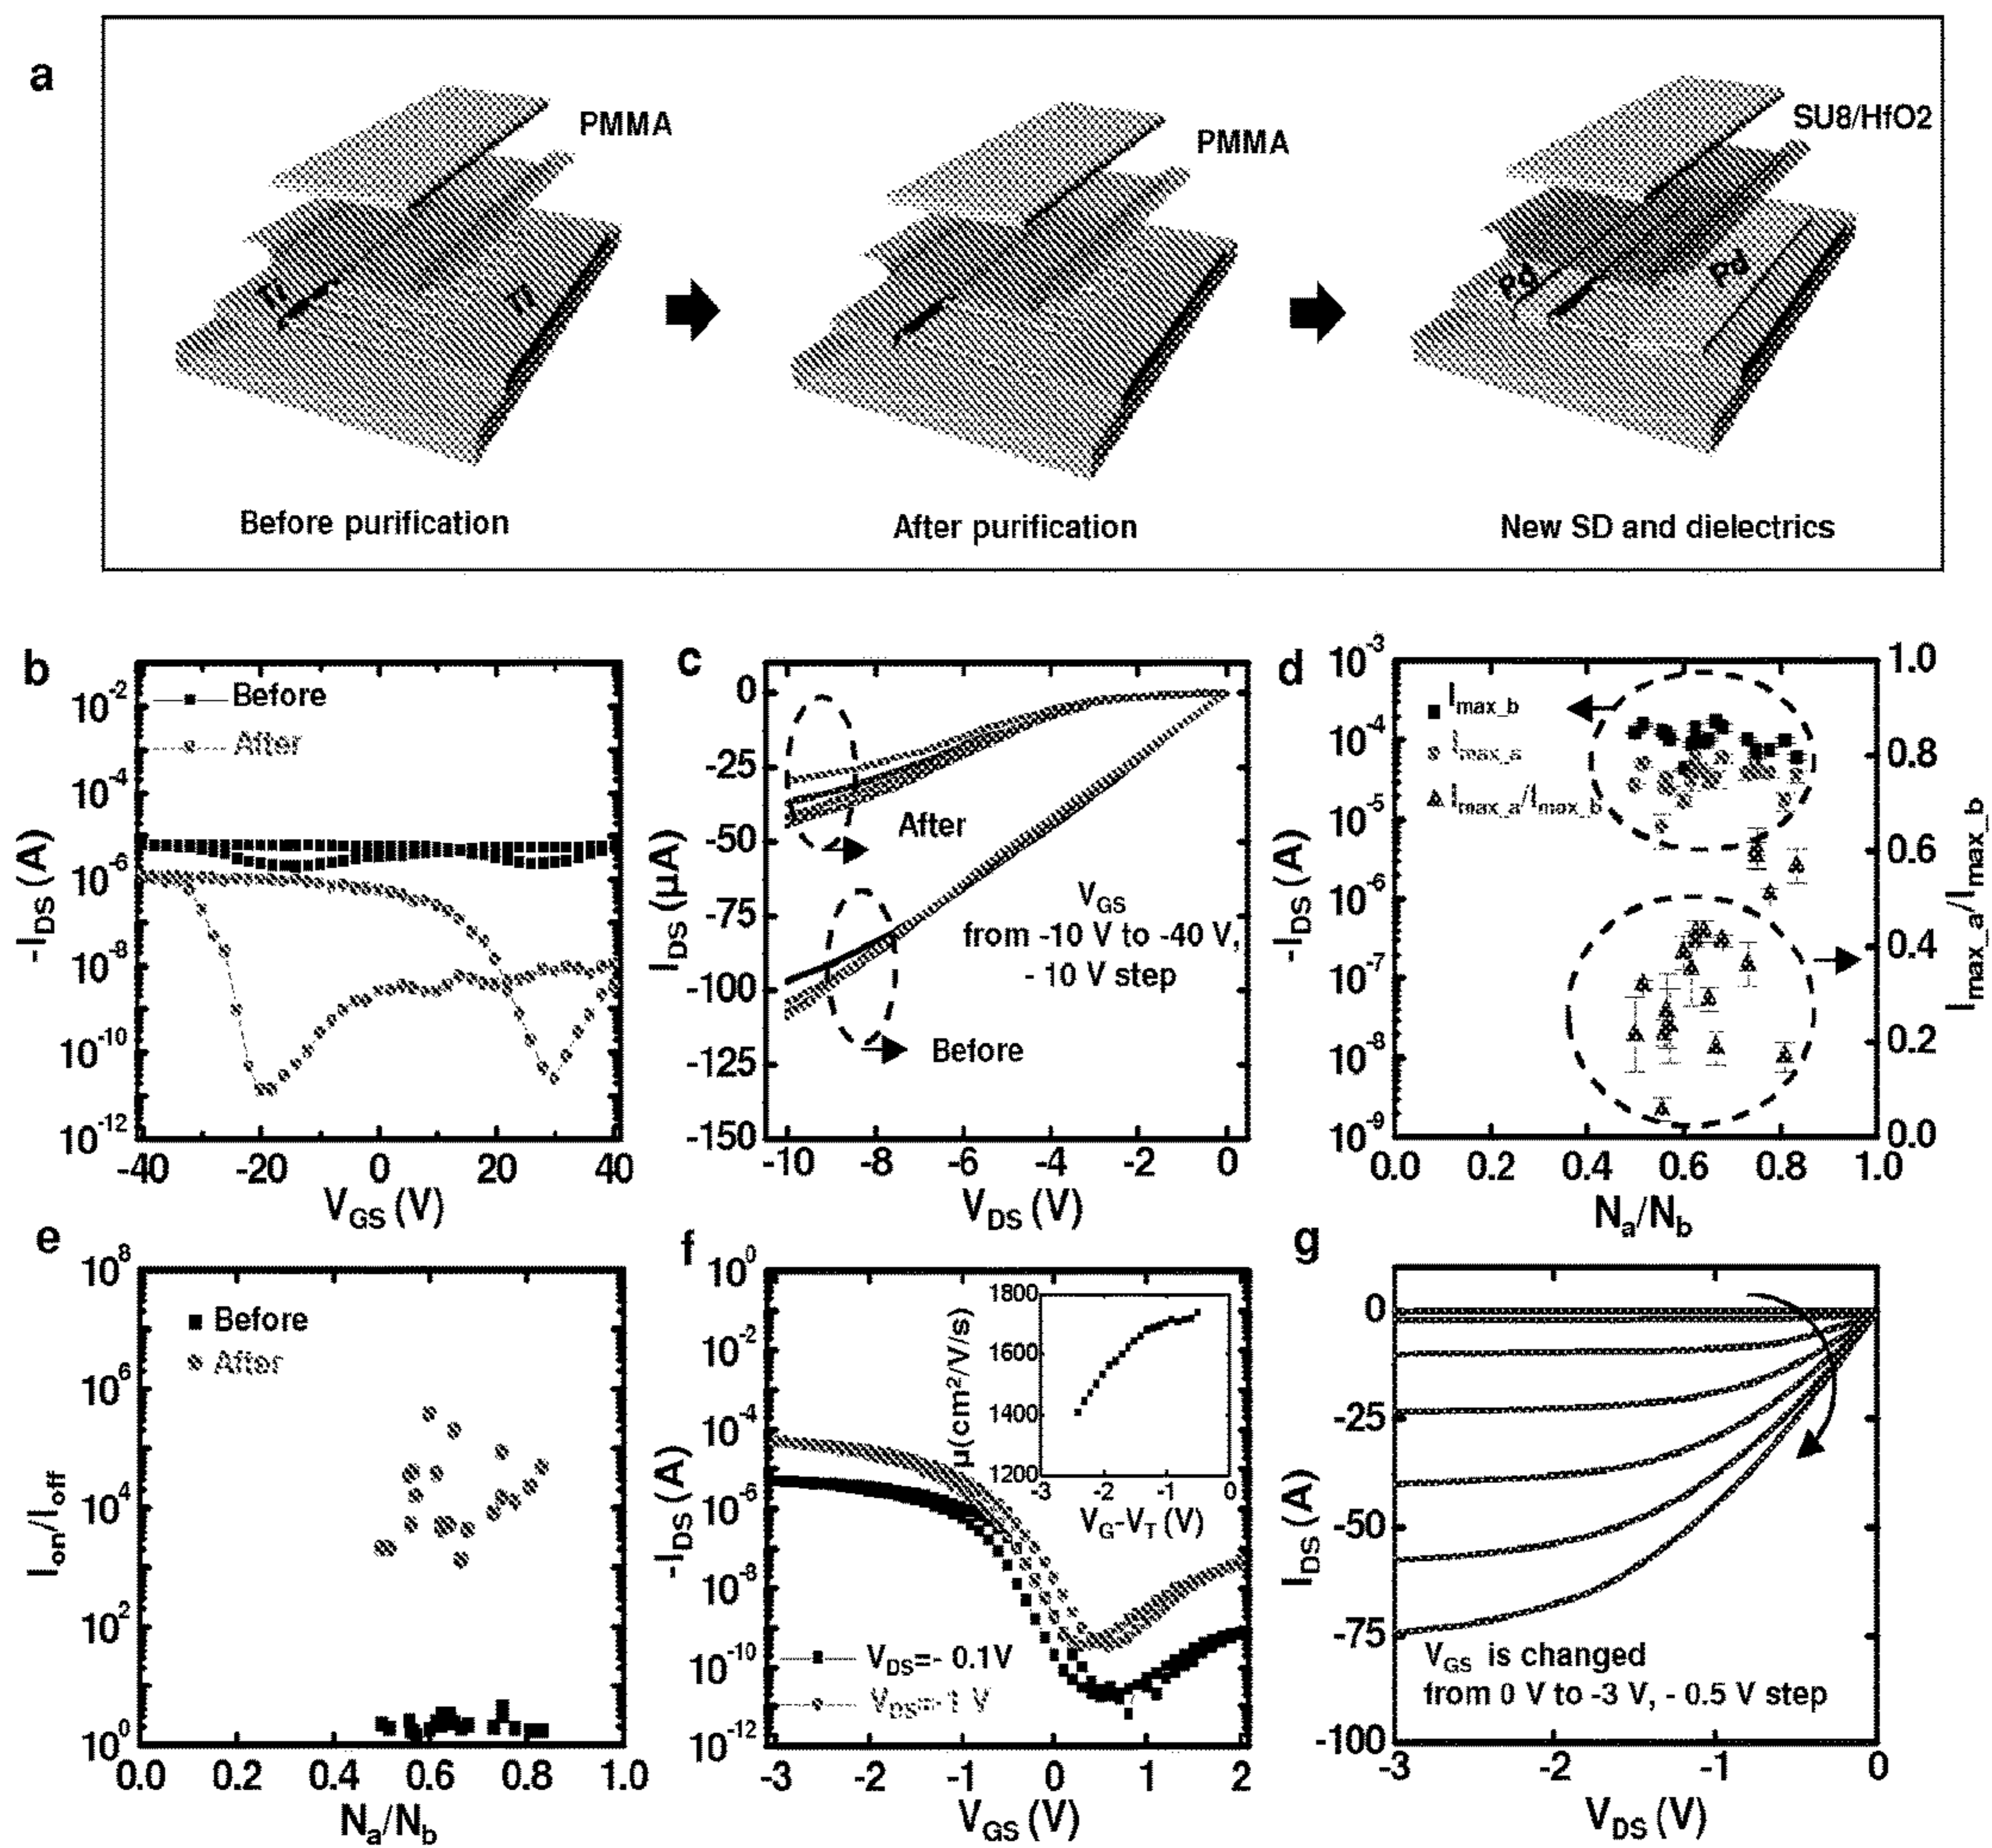 a
PMMA
PMMA
SU8/HfO2
Ti
Ti
Pd
Pd
Before purification
After purification
New SD and dielectrics
b
-I_DS (A)
10^-2
10^-4
10^-6
10^-8
10^-10
10^-12
Before
After
-40 -20 0 20 40
V_GS (V)
c
I_DS (µA)
0
-25
-50
-75
-100
-125
-150
After
V_GS
from -10 V to -40 V,
- 10 V step
Before
-10 -8 -6 -4 -2 0
V_DS (V)
d
-I_DS (A)
10^-3
10^-4
10^-5
10^-6
10^-7
10^-8
10^-9
I_max_b
I_max_a
I_max_a/I_max_b
1.0
0.8
0.6
0.4
0.2
0.0
I_max_a/I_max_b
0.0 0.2 0.4 0.6 0.8 1.0
N_a/N_b
e
I_on/I_off
10^8
10^6
10^4
10^2
10^0
Before
After
0.0 0.2 0.4 0.6 0.8 1.0
N_a/N_b
f
-I_DS (A)
10^0
10^-2
10^-4
10^-6
10^-8
10^-10
10^-12
µ(cm²/V/s)
1800
1600
1400
1200
-3 -2 -1 0
V_G-V_T (V)
V_DS=- 0.1V
V_DS=-1 V
-3 -2 -1 0 1 2
V_GS (V)
g
I_DS (A)
0
-25
-50
-75
-100
V_GS is changed
from 0 V to -3 V, - 0.5 V step
-3 -2 -1 0
V_DS (V)